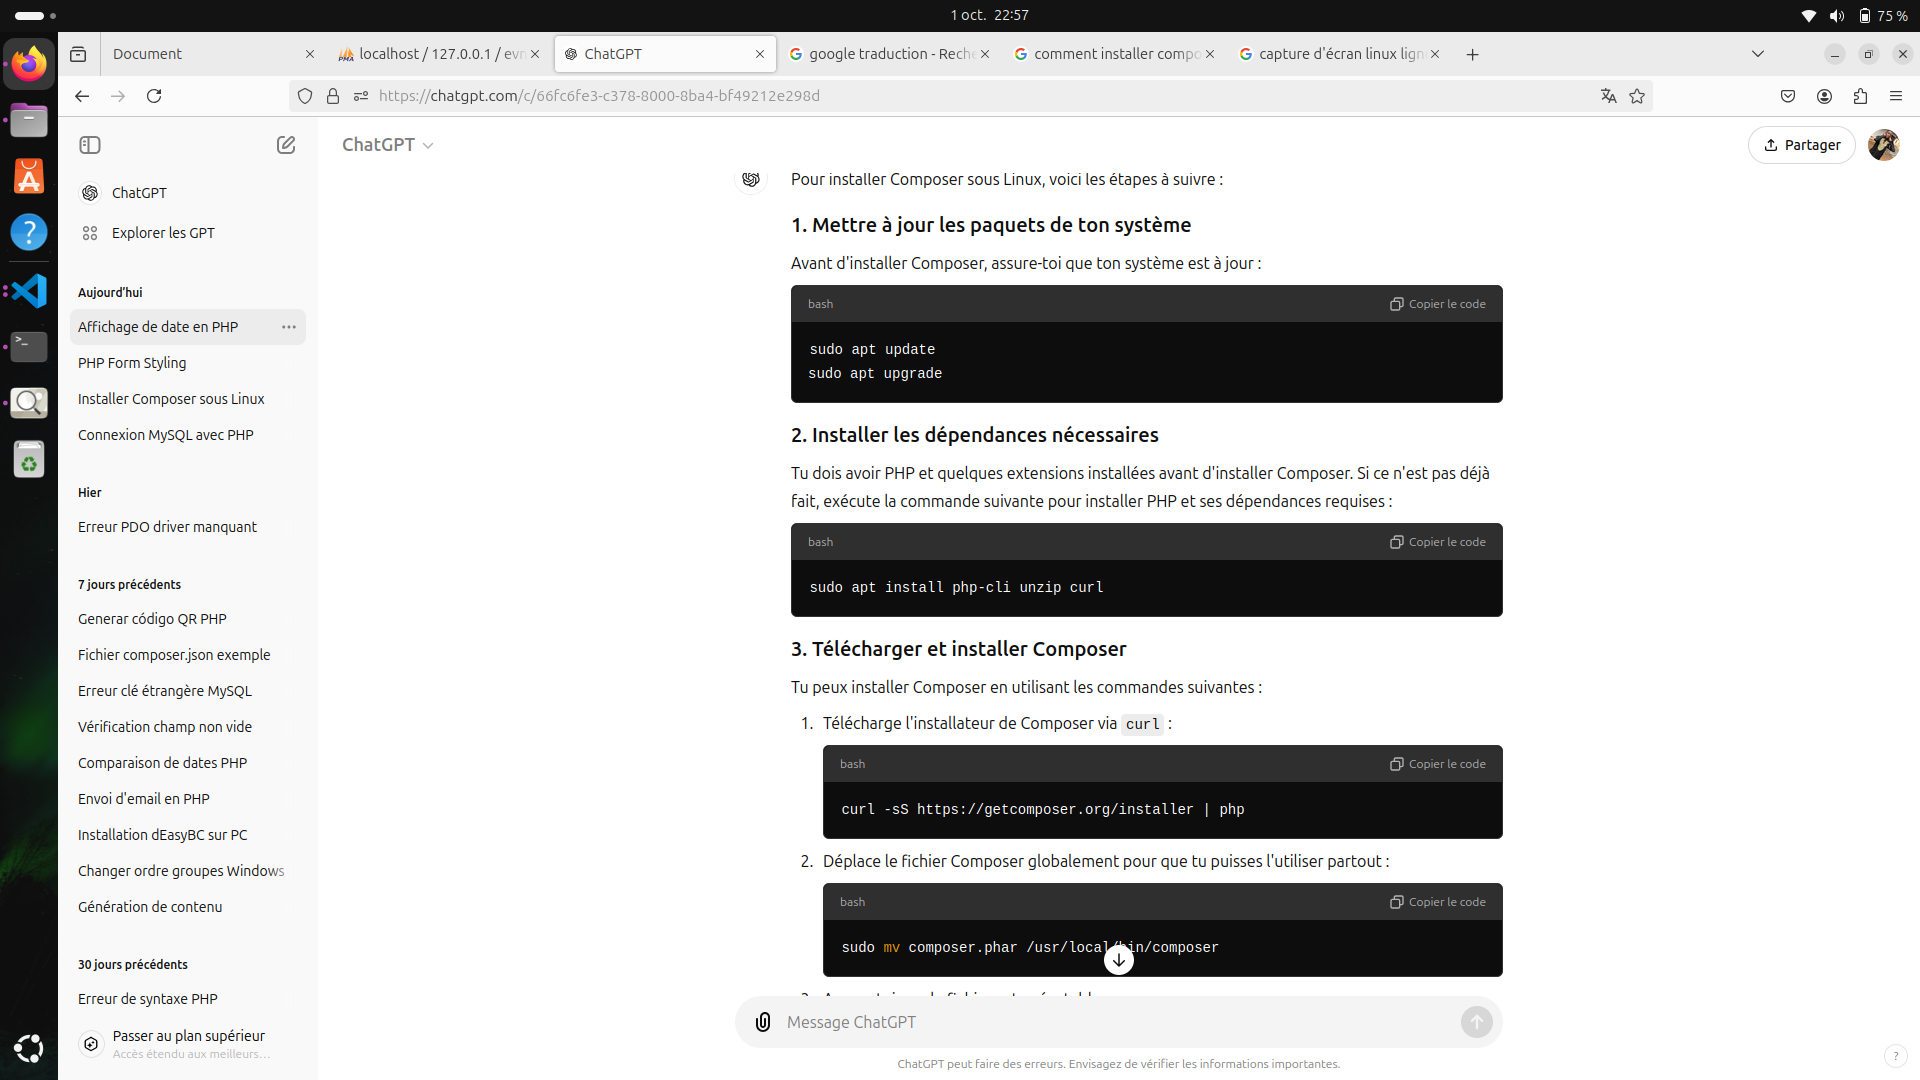 1 oct. 22:57
75 %
Document
localhost / 127.0.0.1 / evn
ChatGPT
google traduction - Reche
comment installer compo
capture d'écran linux lign
https://chatgpt.com/c/66fc6fe3-c378-8000-8ba4-bf49212e298d
ChatGPT
Partager
ChatGPT
Explorer les GPT
Aujourd'hui
Affichage de date en PHP
PHP Form Styling
Installer Composer sous Linux
Connexion MySQL avec PHP
Hier
Erreur PDO driver manquant
7 jours précédents
Generar código QR PHP
Fichier composer.json exemple
Erreur clé étrangère MySQL
Vérification champ non vide
Comparaison de dates PHP
Envoi d'email en PHP
Installation dEasyBC sur PC
Changer ordre groupes Windows
Génération de contenu
30 jours précédents
Erreur de syntaxe PHP
Passer au plan supérieur
Accès étendu aux meilleurs…
Pour installer Composer sous Linux, voici les étapes à suivre :
1. Mettre à jour les paquets de ton système
Avant d'installer Composer, assure-toi que ton système est à jour :
bash
Copier le code
sudo apt update
sudo apt upgrade
2. Installer les dépendances nécessaires
Tu dois avoir PHP et quelques extensions installées avant d'installer Composer. Si ce n'est pas déjà
fait, exécute la commande suivante pour installer PHP et ses dépendances requises :
bash
Copier le code
sudo apt install php-cli unzip curl
3. Télécharger et installer Composer
Tu peux installer Composer en utilisant les commandes suivantes :
1. Télécharge l'installateur de Composer via curl :
bash
Copier le code
curl -sS https://getcomposer.org/installer | php
2. Déplace le fichier Composer globalement pour que tu puisses l'utiliser partout :
bash
Copier le code
sudo mv composer.phar /usr/local/bin/composer
Message ChatGPT
ChatGPT peut faire des erreurs. Envisagez de vérifier les informations importantes.
?